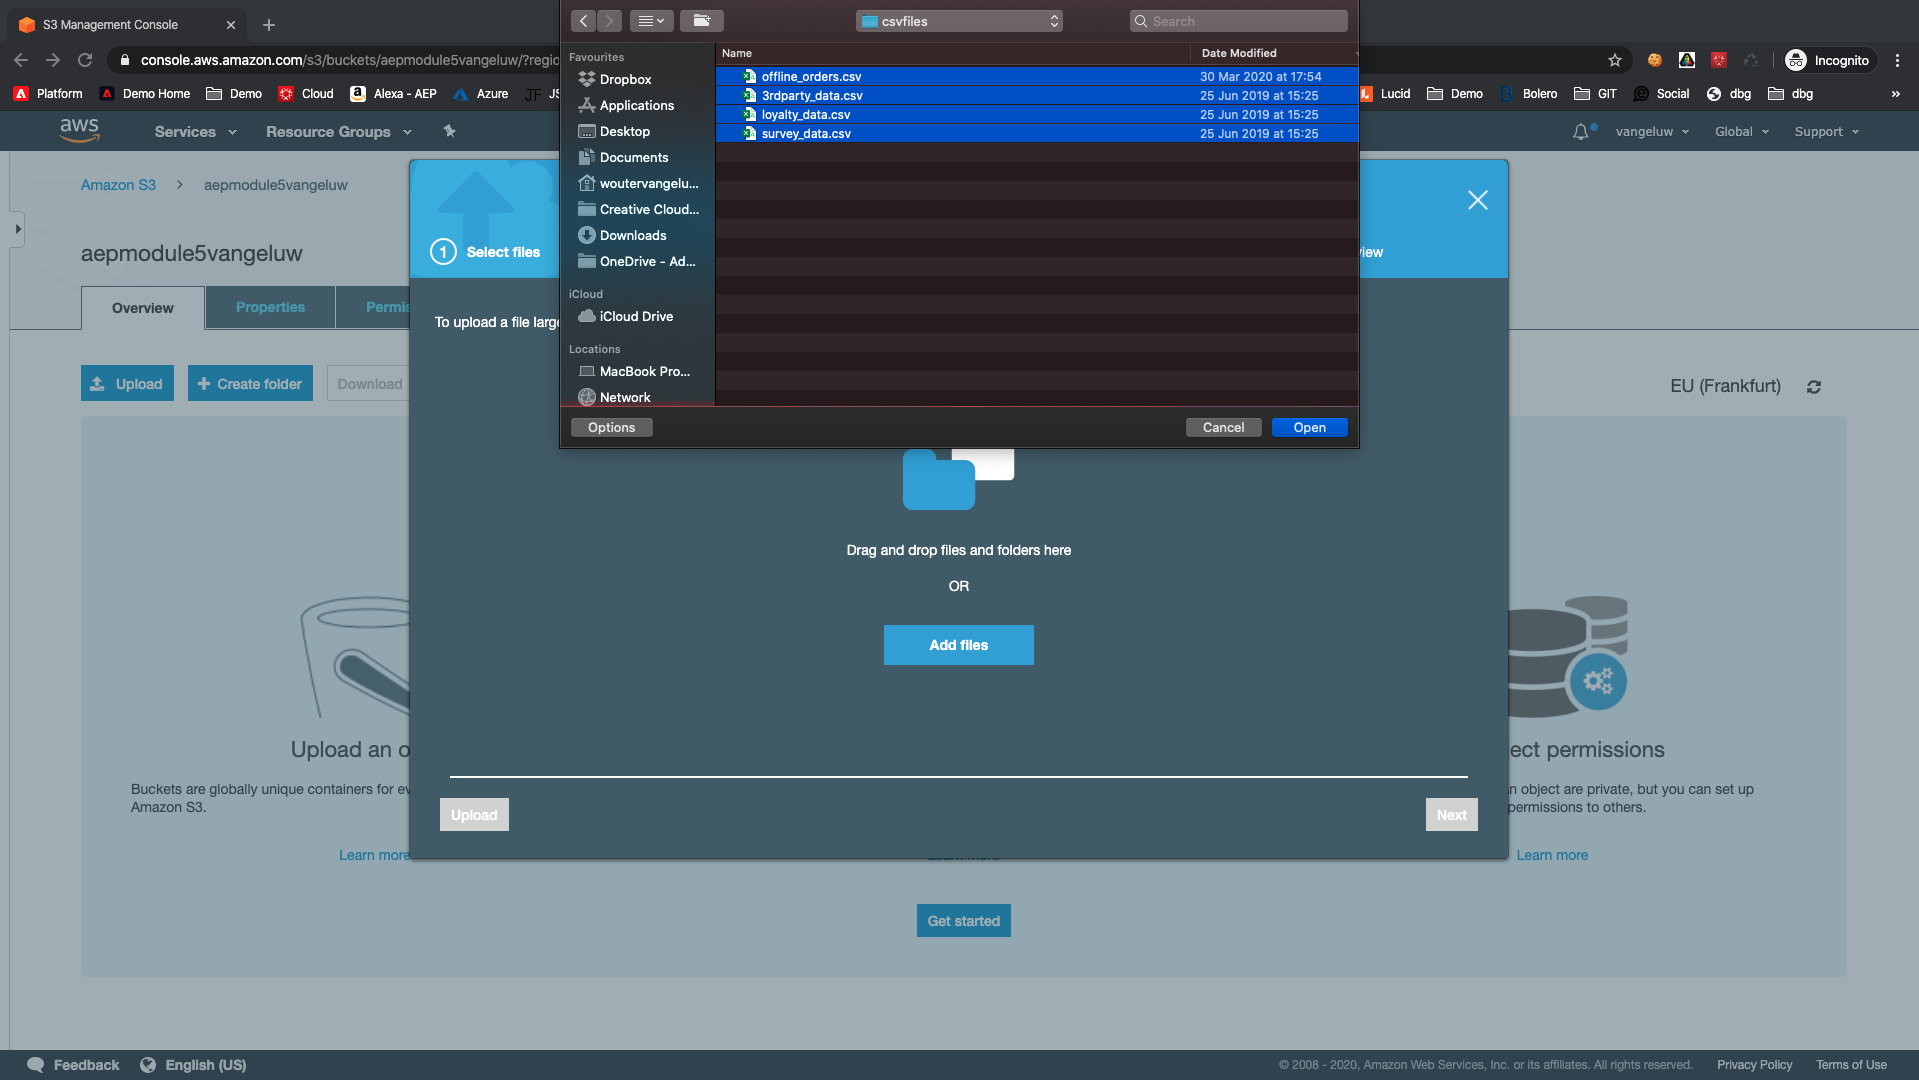 S3 Management Console
csvfiles
Search
console.aws.amazon.com/s3/buckets/aepmodule5vangeluw/?regio
Incognito
Platform
Demo Home
Demo
Cloud
Alexa - AEP
Azure
Lucid
Demo
Bolero
GIT
Social
dbg
dbg
Favourites
Dropbox
Applications
Desktop
Documents
woutervangelu...
Creative Cloud...
Downloads
OneDrive - Ad...
iCloud
iCloud Drive
Locations
MacBook Pro...
Network
Name
Date Modified
offline_orders.csv
30 Mar 2020 at 17:54
3rdparty_data.csv
25 Jun 2019 at 15:25
loyalty_data.csv
25 Jun 2019 at 15:25
survey_data.csv
25 Jun 2019 at 15:25
Options
Cancel
Open
aws
Services
Resource Groups
vangeluw
Global
Support
Amazon S3 > aepmodule5vangeluw
aepmodule5vangeluw
1 Select files
iew
Overview
Properties
Permis
To upload a file large
Upload
+ Create folder
Download
EU (Frankfurt)
Drag and drop files and folders here
OR
Add files
Upload an o
ect permissions
Buckets are globally unique containers for ev
Amazon S3.
n object are private, but you can set up
permissions to others.
Upload
Next
Learn more
Learn more
Learn more
Get started
Feedback
English (US)
© 2008 - 2020, Amazon Web Services, Inc. or its affiliates. All rights reserved.
Privacy Policy
Terms of Use